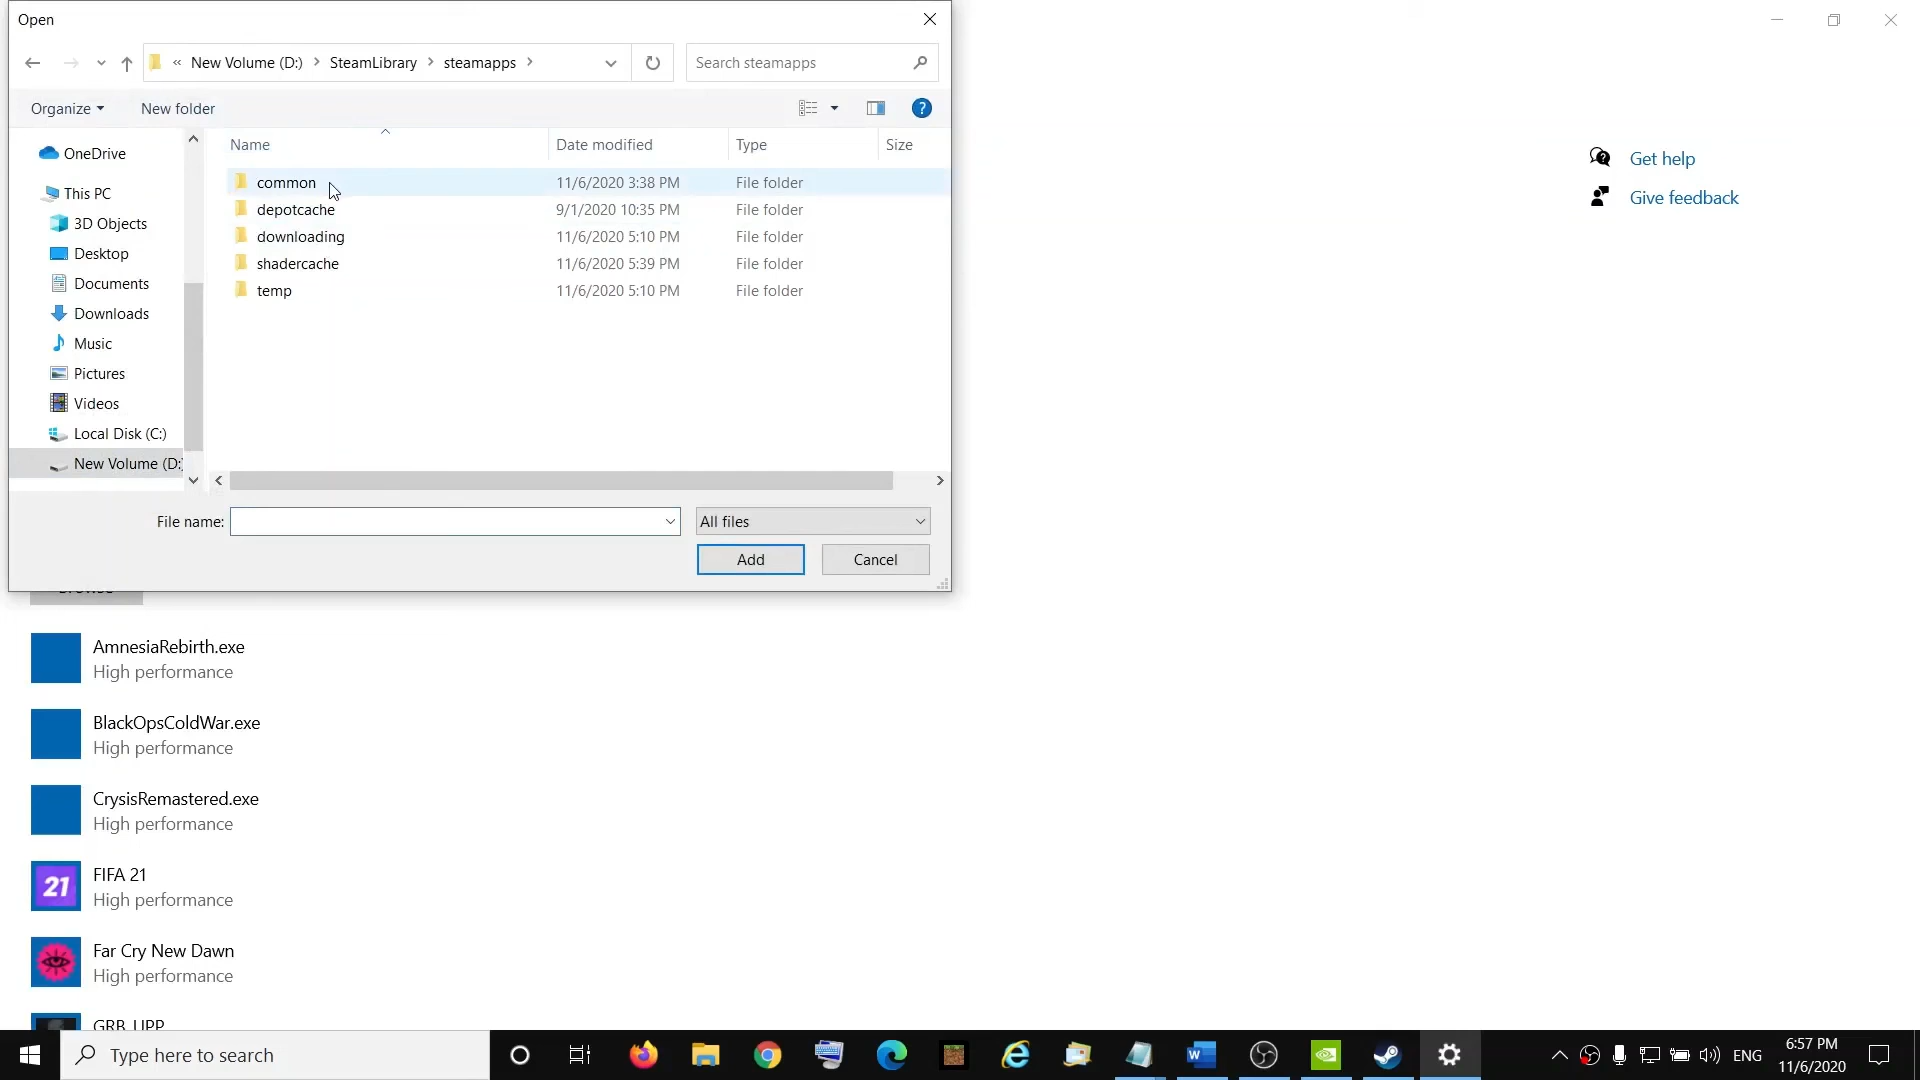 Open
« New Volume (D:) > SteamLibrary > steamapps >
Search steamapps
Organize
New folder
?
Name
Date modified
Type
Size
OneDrive
This PC
3D Objects
Desktop
Documents
Downloads
Music
Pictures
Videos
Local Disk (C:)
New Volume (D:)
common 11/6/2020 3:38 PM File folder
depotcache 9/1/2020 10:35 PM File folder
downloading 11/6/2020 5:10 PM File folder
shadercache 11/6/2020 5:39 PM File folder
temp 11/6/2020 5:10 PM File folder
File name:
All files
Add
Cancel
Get help
Give feedback
Browse
AmnesiaRebirth.exe
High performance
BlackOpsColdWar.exe
High performance
CrysisRemastered.exe
High performance
21
FIFA 21
High performance
Far Cry New Dawn
High performance
GRB_UPP
Type here to search
ENG
6:57 PM
11/6/2020